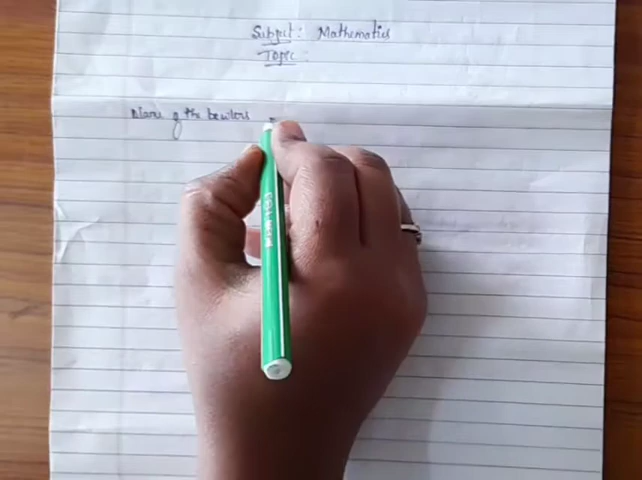 Subject: Mathematics
Topic:
Name of the bowlers